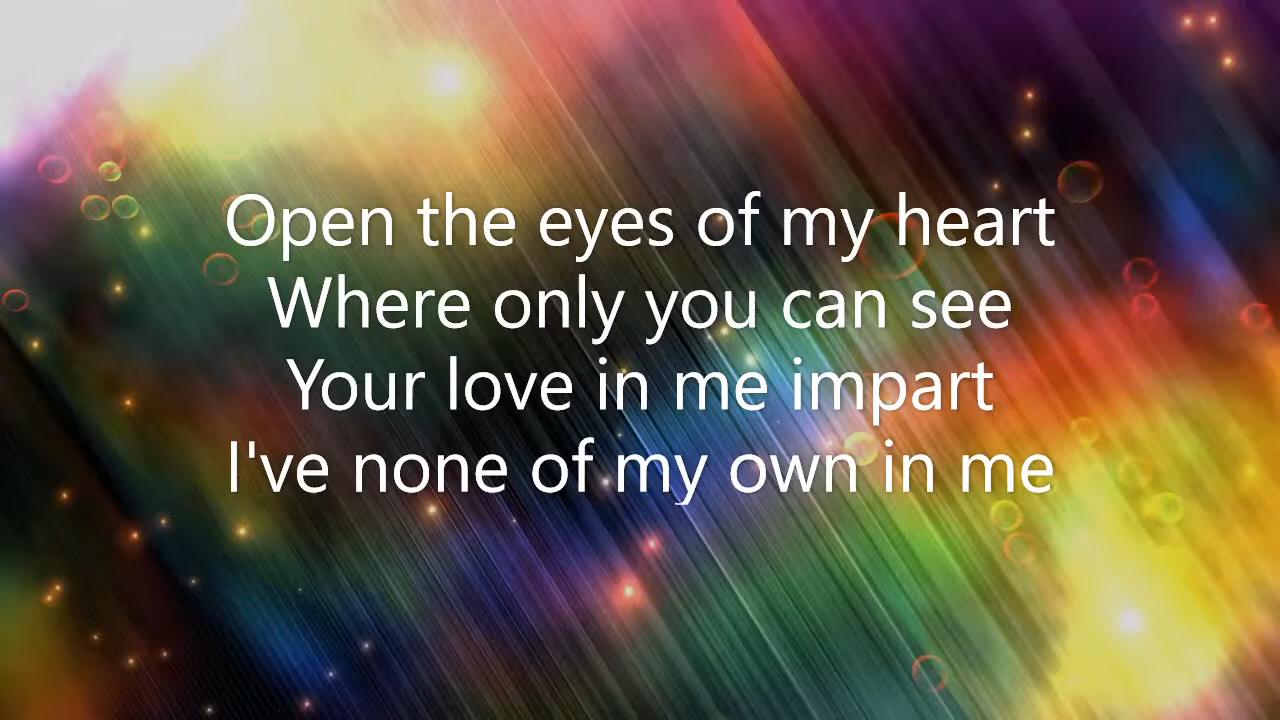 Open the eyes of my heart
Where only you can see
Your love in me impart
I've none of my own in me